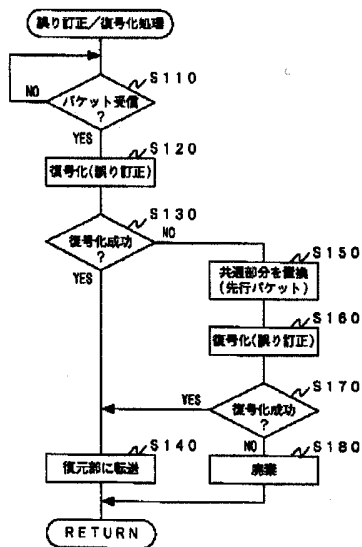 誤り訂正/復号化処理
S110
パケット受信
?
NO
YES
S120
復号化(誤り訂正)
S130
復号化成功
?
NO
YES
S150
共通部分を置換
(先行パケット)
S160
復号化(誤り訂正)
S170
復号化成功
?
YES
NO
S140
復元部に転送
S180
廃棄
RETURN